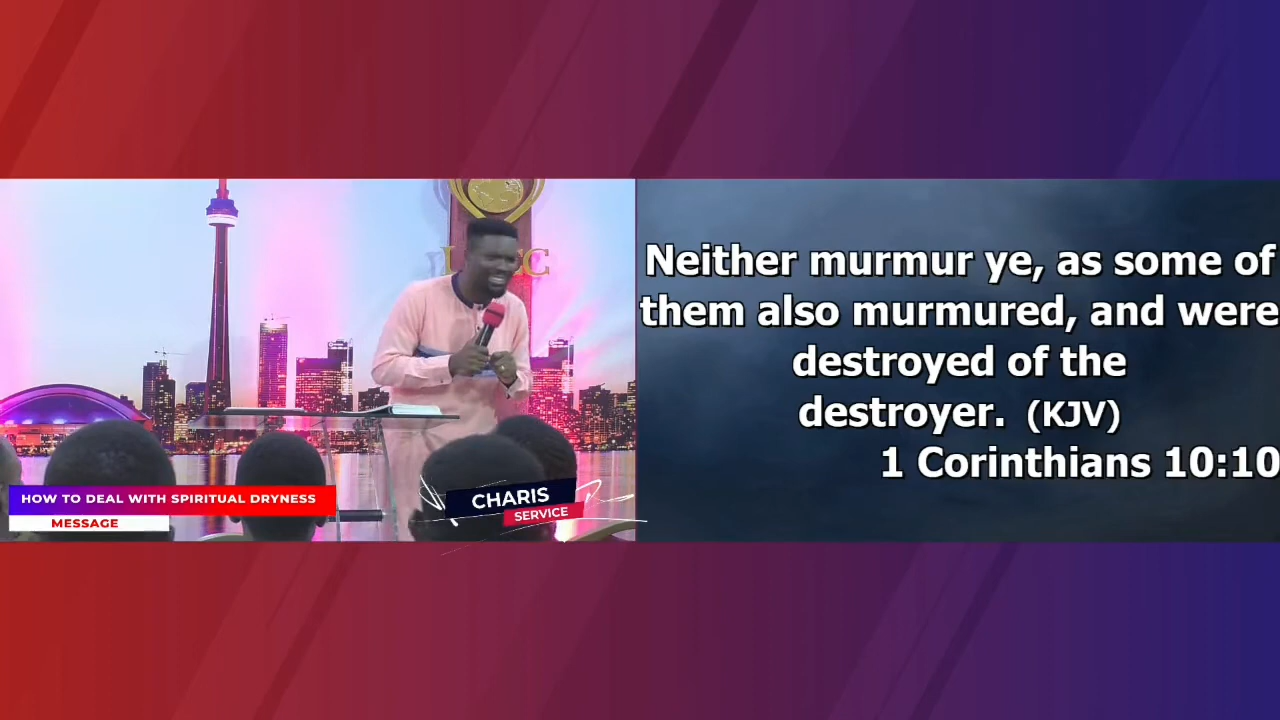 HOW TO DEAL WITH SPIRITUAL DRYNESS
MESSAGE
CHARIS
SERVICE
Neither murmur ye, as some of
them also murmured, and were
destroyed of the
destroyer. (KJV)
1 Corinthians 10:10